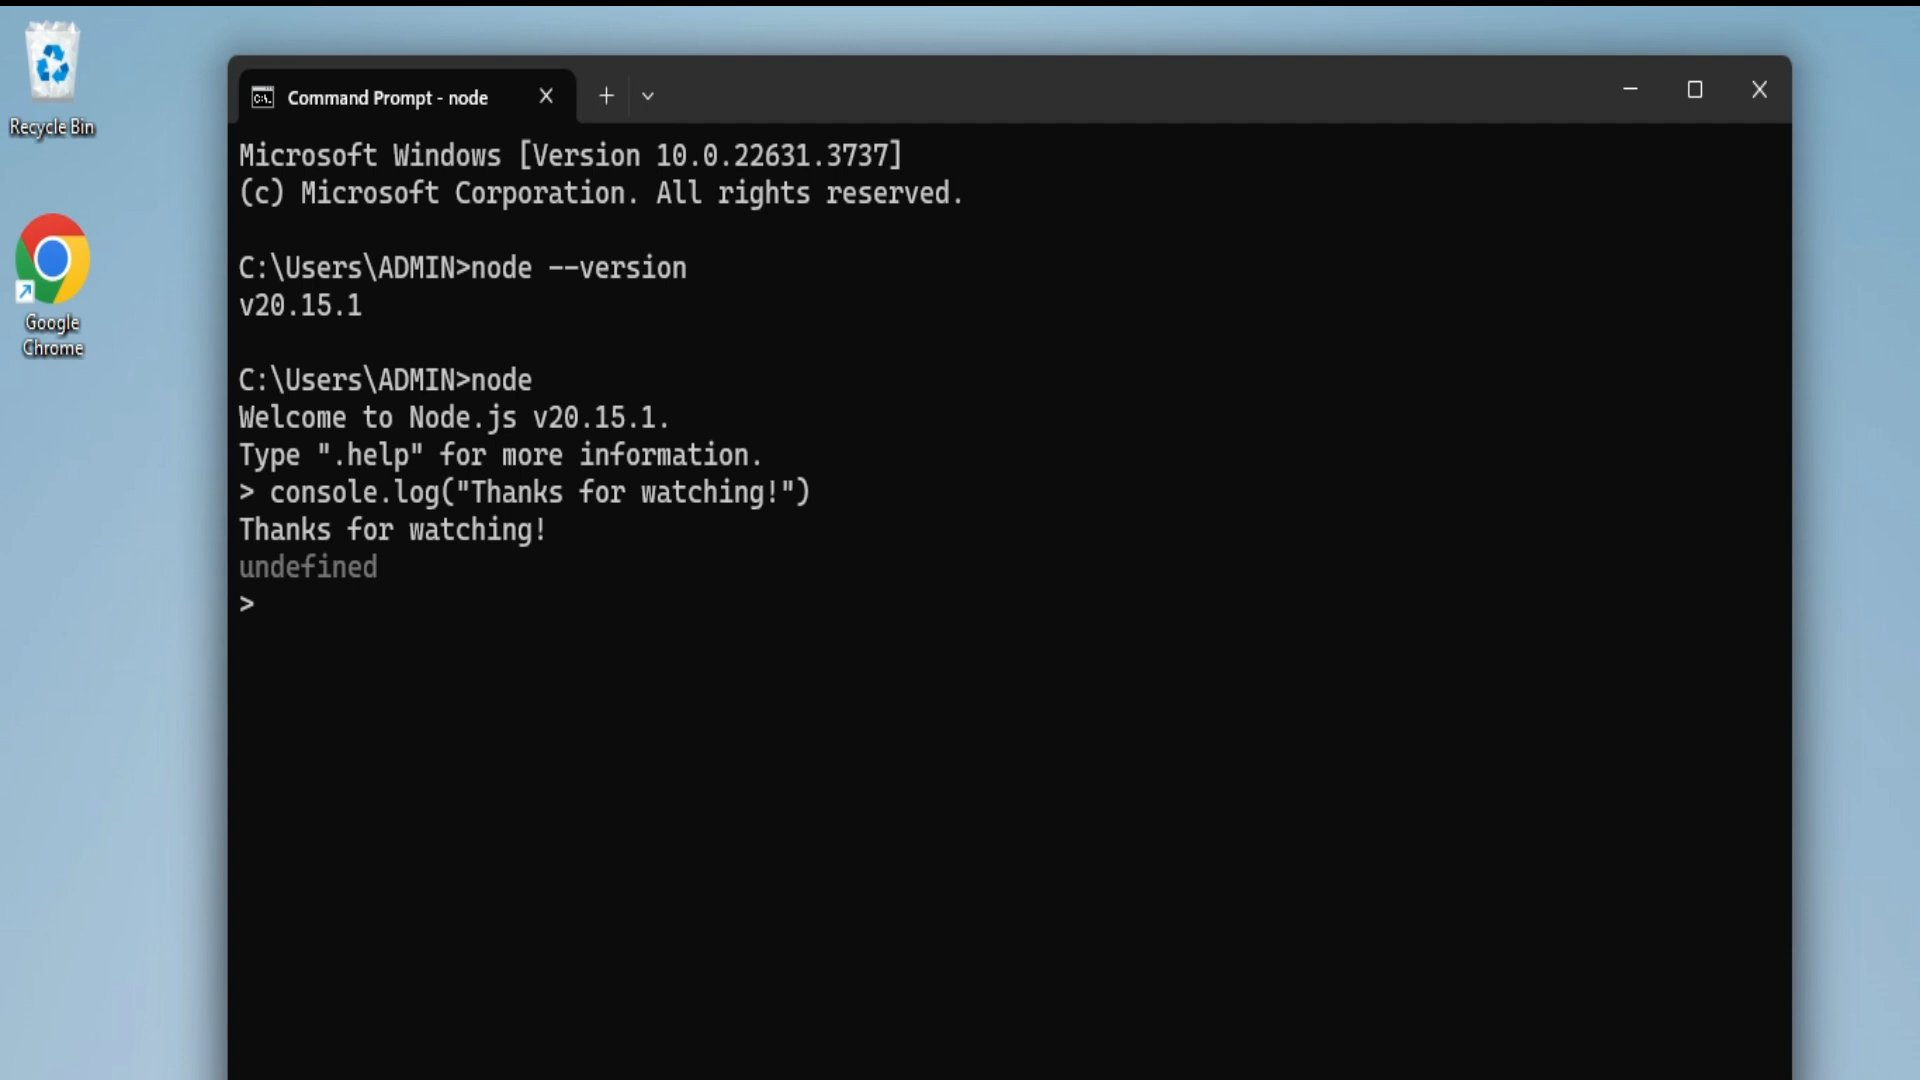 Recycle Bin
Google
Chrome
Command Prompt - node
Microsoft Windows [Version 10.0.22631.3737]
(c) Microsoft Corporation. All rights reserved.
C:\Users\ADMIN>node --version
v20.15.1
C:\Users\ADMIN>node
Welcome to Node.js v20.15.1.
Type ".help" for more information.
> console.log("Thanks for watching!")
Thanks for watching!
undefined
>